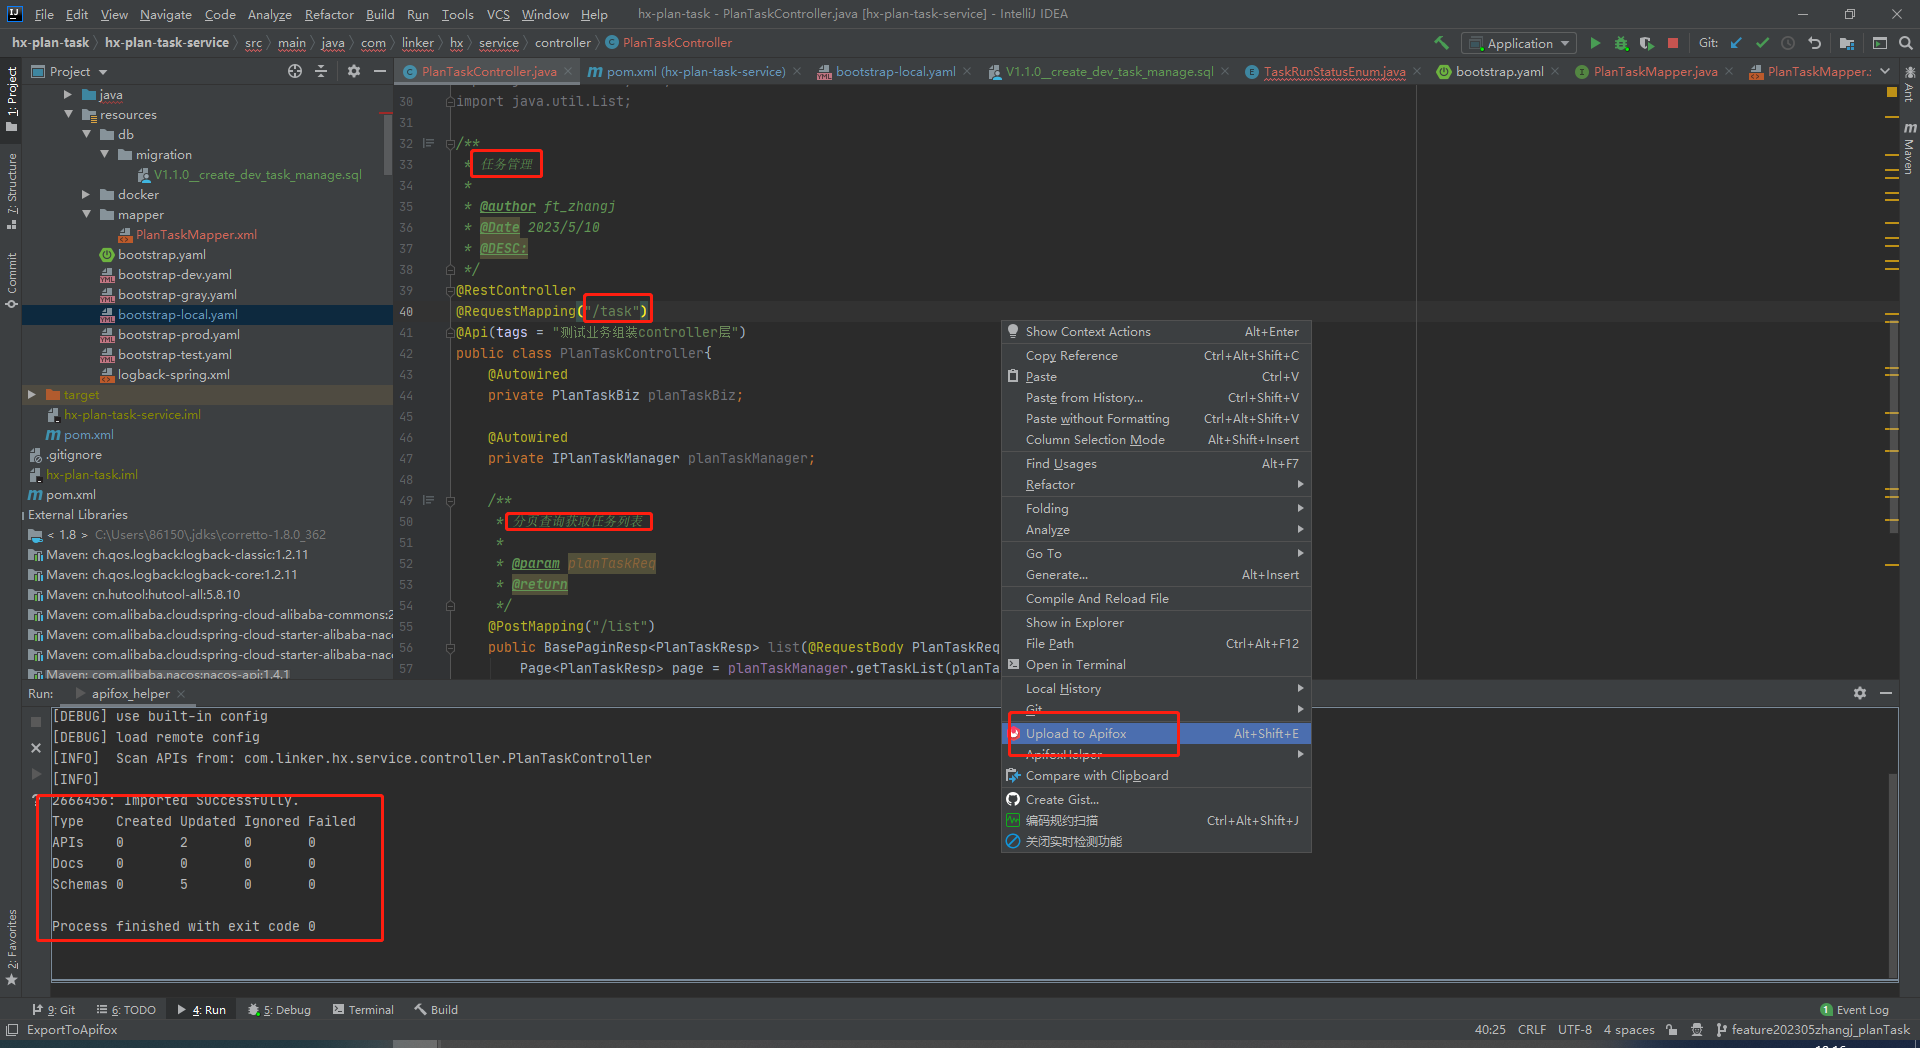 File Edit View Navigate Code Analyze Refactor Build Run Tools VCS Window Help hx-plan-task - PlanTaskController.java [hx-plan-task-service] - IntelliJ IDEA
hx-plan-task hx-plan-task-service src main java com linker hx service controller PlanTaskController Application Git:
Project PlanTaskController.java pom.xml (hx-plan-task-service) bootstrap-local.yaml V1.1.0__create_dev_task_manage.sql TaskRunStatusEnum.java bootstrap.yaml PlanTaskMapper.java PlanTaskMapper.:
1: Project
7: Structure
Commit
2: Favorites
Ant
Maven
java
resources
db
migration
V1.1.0__create_dev_task_manage.sql
docker
mapper
PlanTaskMapper.xml
bootstrap.yaml
bootstrap-dev.yaml
bootstrap-gray.yaml
bootstrap-local.yaml
bootstrap-prod.yaml
bootstrap-test.yaml
logback-spring.xml
target
hx-plan-task-service.iml
pom.xml
.gitignore
hx-plan-task.iml
pom.xml
External Libraries
< 1.8 > C:\Users\86150\.jdks\corretto-1.8.0_362
Maven: ch.qos.logback:logback-classic:1.2.11
Maven: ch.qos.logback:logback-core:1.2.11
Maven: cn.hutool:hutool-all:5.8.10
Maven: com.alibaba.cloud:spring-cloud-alibaba-commons:2
Maven: com.alibaba.cloud:spring-cloud-starter-alibaba-nac
Maven: com.alibaba.cloud:spring-cloud-starter-alibaba-nac
Maven: com.alibaba.nacos:nacos-api:1.4.1
30 import java.util.List;
31
32 /**
33 * 任务管理
34 *
35 * @author ft_zhangj
36 * @Date 2023/5/10
37 * @DESC:
38 */
39 @RestController
40 @RequestMapping("/task")
41 @Api(tags = "测试业务组装controller层")
42 public class PlanTaskController{
43 @Autowired
44 private PlanTaskBiz planTaskBiz;
45
46 @Autowired
47 private IPlanTaskManager planTaskManager;
48
49 /**
50 * 分页查询获取任务列表
51 *
52 * @param planTaskReq
53 * @return
54 */
55 @PostMapping("/list")
56 public BasePaginResp<PlanTaskResp> list(@RequestBody PlanTaskReq
57 Page<PlanTaskResp> page = planTaskManager.getTaskList(planTa
Show Context Actions Alt+Enter
Copy Reference Ctrl+Alt+Shift+C
Paste Ctrl+V
Paste from History... Ctrl+Shift+V
Paste without Formatting Ctrl+Alt+Shift+V
Column Selection Mode Alt+Shift+Insert
Find Usages Alt+F7
Refactor
Folding
Analyze
Go To
Generate... Alt+Insert
Compile And Reload File
Show in Explorer
File Path Ctrl+Alt+F12
Open in Terminal
Local History
Git
Upload to Apifox Alt+Shift+E
ApifoxHelper
Compare with Clipboard
Create Gist...
编码规约扫描 Ctrl+Alt+Shift+J
关闭实时检测功能
Run: apifox_helper
[DEBUG] use built-in config
[DEBUG] load remote config
[INFO] Scan APIs from: com.linker.hx.service.controller.PlanTaskController
[INFO]
2666456: Imported Successfully.
Type Created Updated Ignored Failed
APIs 0 2 0 0
Docs 0 0 0 0
Schemas 0 5 0 0
Process finished with exit code 0
9: Git 6: TODO 4: Run 5: Debug Terminal Build 1 Event Log
ExportToApifox 40:25 CRLF UTF-8 4 spaces feature202305zhangj_planTask